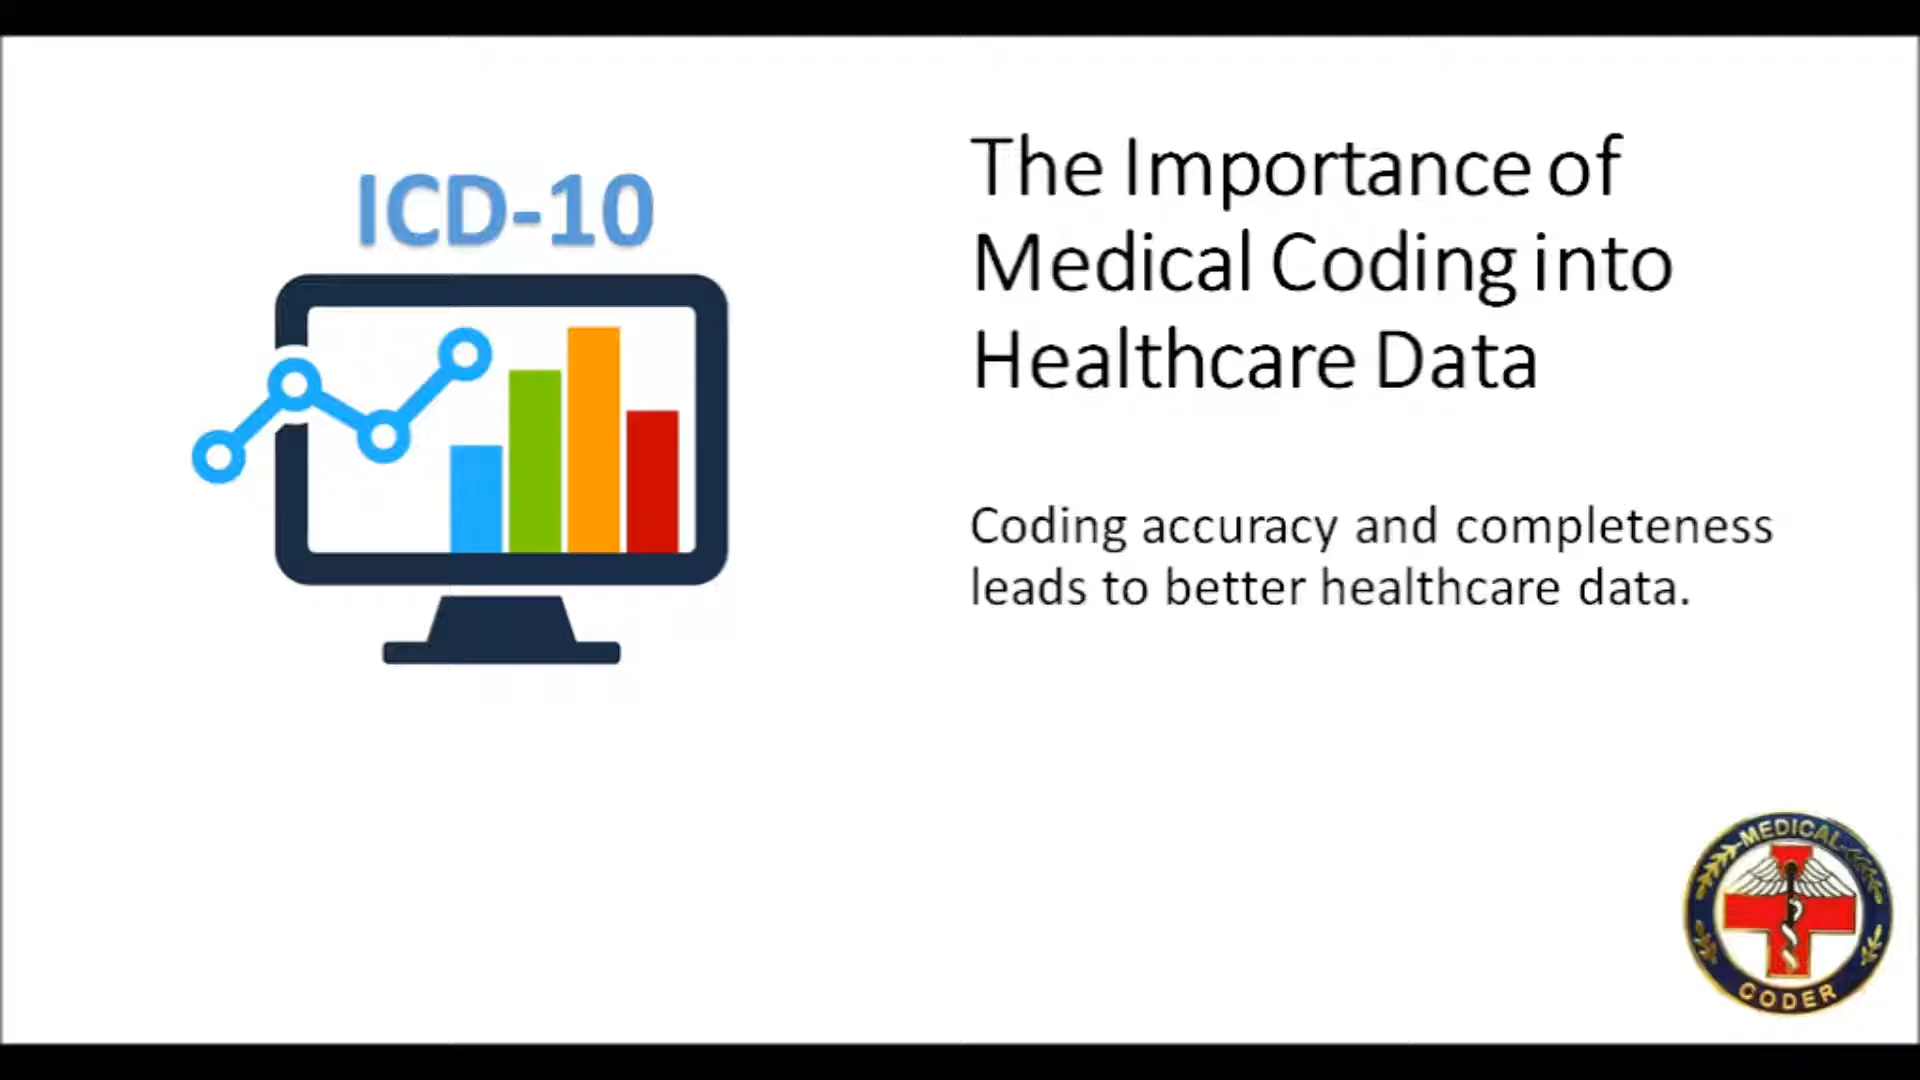 ICD-10
The Importance of
Medical Coding into
Healthcare Data
Coding accuracy and completeness
leads to better healthcare data.
MEDICAL
CODER